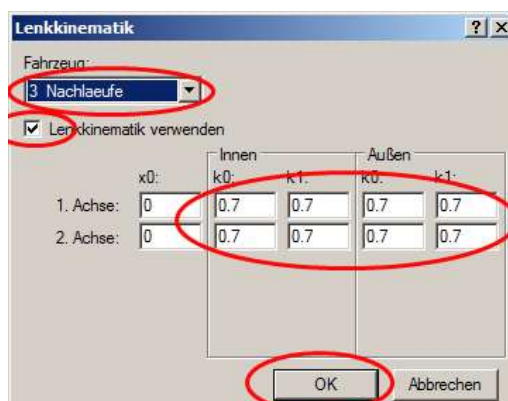 Lenkkinematik
Fahrzeug:
3 Nachlaeufe
Lenkkinematik verwenden
Innen Außen
x0: k0: k1: k0: k1:
1. Achse: 0 0.7 0.7 0.7 0.7
2. Achse: 0 0.7 0.7 0.7 0.7
OK Abbrechen